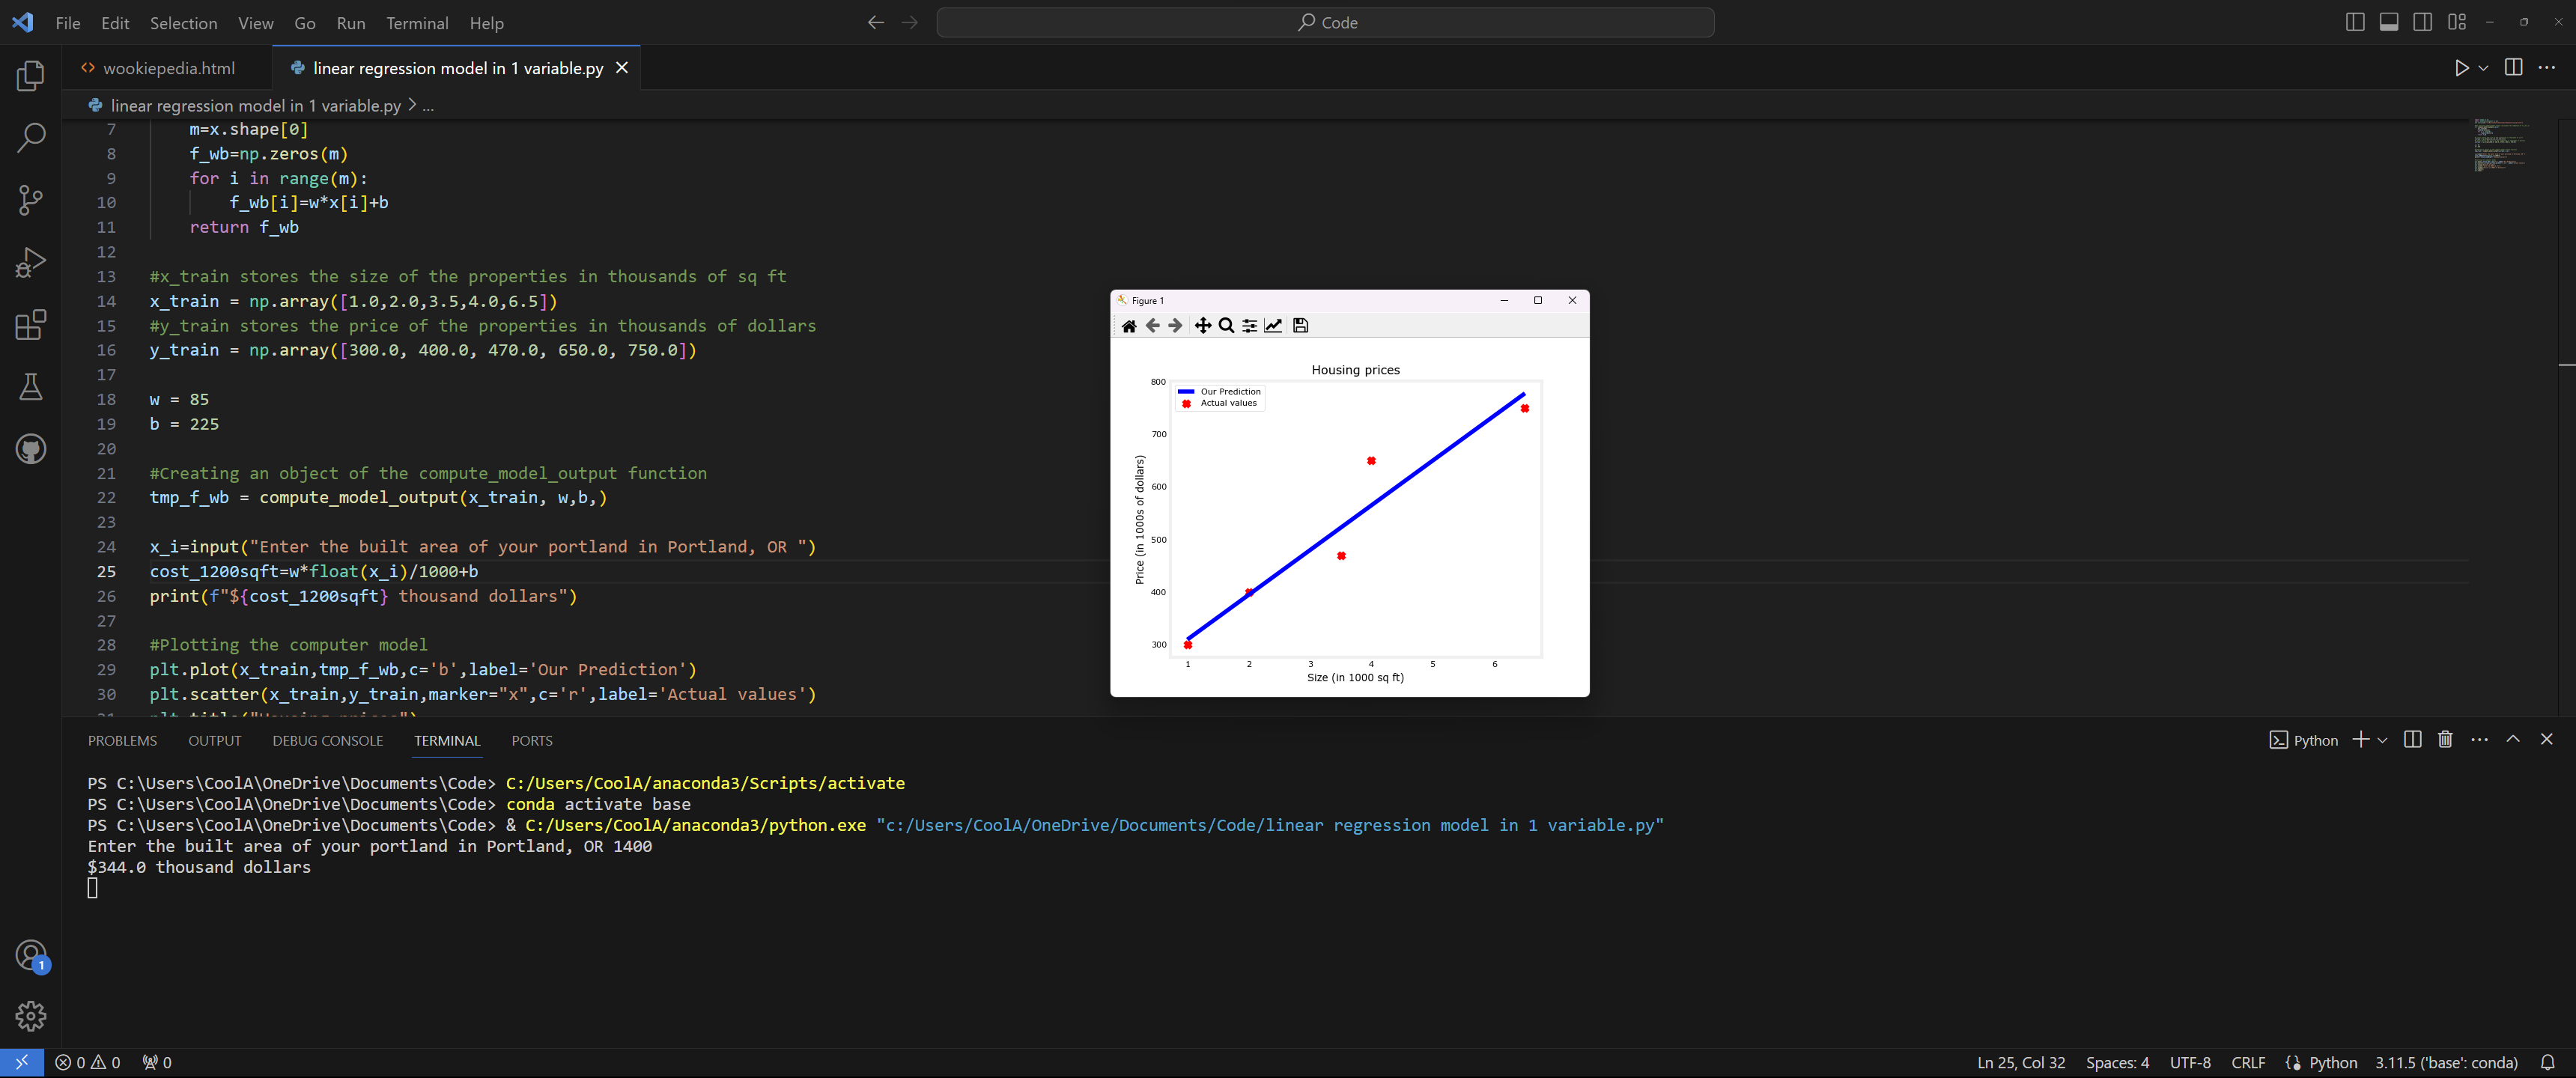 File Edit Selection View Go Run Terminal Help
Code
wookiepedia.html
linear regression model in 1 variable.py
linear regression model in 1 variable.py > ...
7 m=x.shape[0]
8 f_wb=np.zeros(m)
9 for i in range(m):
10 f_wb[i]=w*x[i]+b
11 return f_wb
12
13 #x_train stores the size of the properties in thousands of sq ft
14 x_train = np.array([1.0,2.0,3.5,4.0,6.5])
15 #y_train stores the price of the properties in thousands of dollars
16 y_train = np.array([300.0, 400.0, 470.0, 650.0, 750.0])
17
18 w = 85
19 b = 225
20
21 #Creating an object of the compute_model_output function
22 tmp_f_wb = compute_model_output(x_train, w,b,)
23
24 x_i=input("Enter the built area of your portland in Portland, OR ")
25 cost_1200sqft=w*float(x_i)/1000+b
26 print(f"${cost_1200sqft} thousand dollars")
27
28 #Plotting the computer model
29 plt.plot(x_train,tmp_f_wb,c='b',label='Our Prediction')
30 plt.scatter(x_train,y_train,marker="x",c='r',label='Actual values')
Figure 1
Housing prices
Our Prediction
Actual values
800
700
600
500
400
300
Price (in 1000s of dollars)
1 2 3 4 5 6
Size (in 1000 sq ft)
PROBLEMS OUTPUT DEBUG CONSOLE TERMINAL PORTS
Python
PS C:\Users\CoolA\OneDrive\Documents\Code> C:/Users/CoolA/anaconda3/Scripts/activate
PS C:\Users\CoolA\OneDrive\Documents\Code> conda activate base
PS C:\Users\CoolA\OneDrive\Documents\Code> & C:/Users/CoolA/anaconda3/python.exe "c:/Users/CoolA/OneDrive/Documents/Code/linear regression model in 1 variable.py"
Enter the built area of your portland in Portland, OR 1400
$344.0 thousand dollars
1
0 0 0
Ln 25, Col 32 Spaces: 4 UTF-8 CRLF Python 3.11.5 ('base': conda)